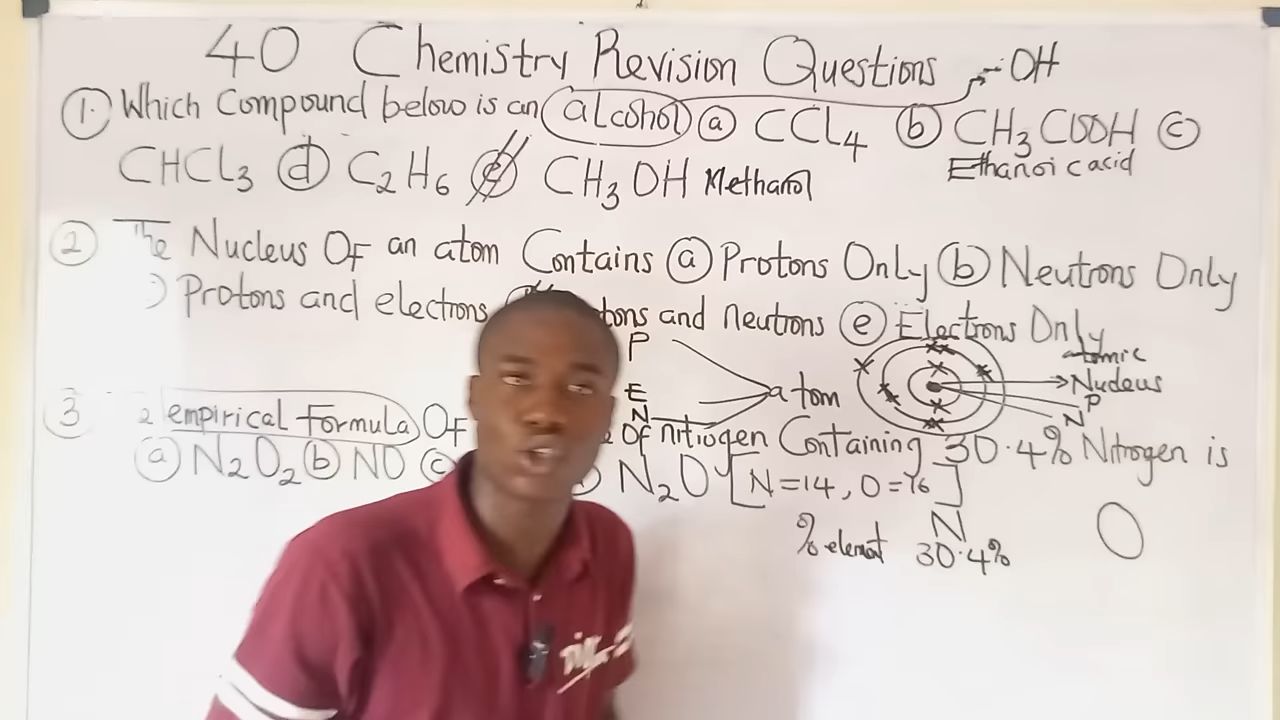 40 Chemistry Revision Questions
-OH
① Which Compound below is an alcohol ⓐ CCL4 ⓑ CH3COOH ⓒ
Ethanoic acid
CHCL3 ⓓ C2H6 ⓔ CH3OH Methanol
② The Nucleus Of an atom Contains ⓐ Protons Only ⓑ Neutrons Only
) Protons and electrons and neutrons ⓔ Electrons Only
P
E
N
atom
atomic
Nucleus
P
N
3 empirical formula Of Of nitrogen Containing 30.4% Nitrogen is
ⓐ N2O2 ⓑ NO ⓒ N2O [N=14, O=16]
% element N O
30.4%